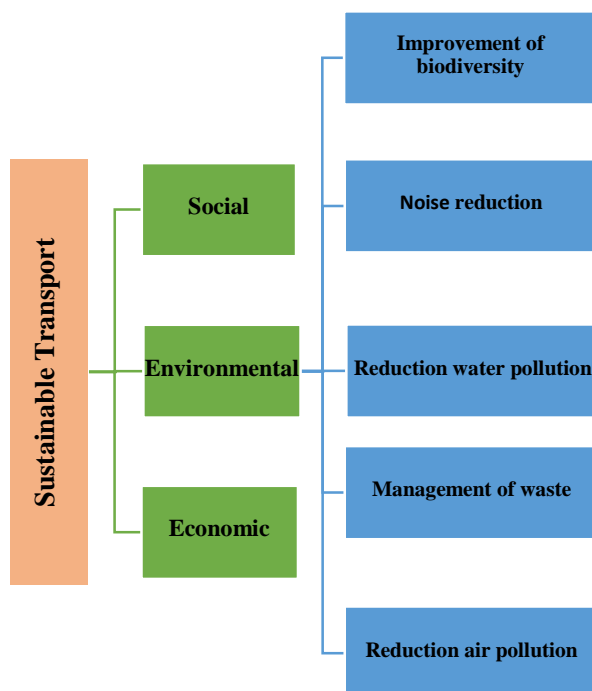 Sustainable Transport
Social
Environmental
Economic
Improvement of
biodiversity
Noise reduction
Reduction water pollution
Management of waste
Reduction air pollution